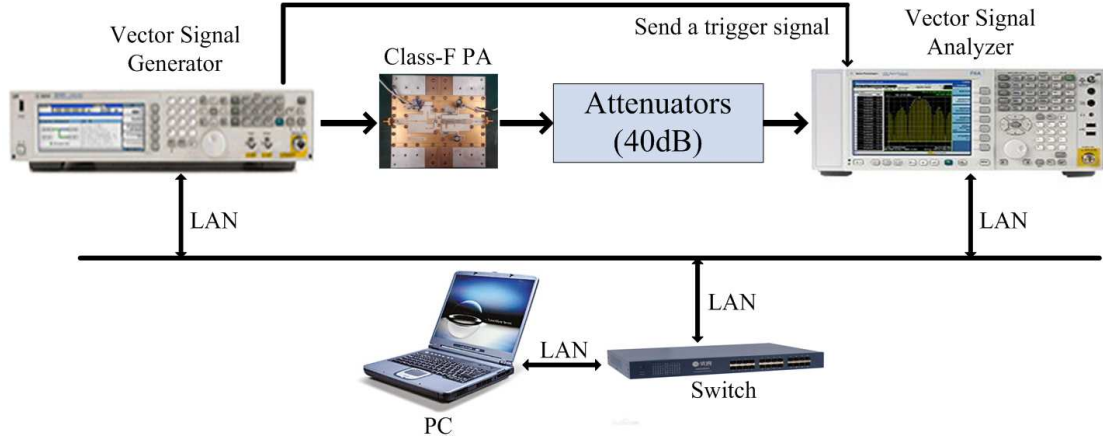 Vector Signal
Generator
Send a trigger signal
Vector Signal
Analyzer
Class-F PA
Attenuators
(40dB)
LAN
LAN
LAN
LAN
Switch
PC